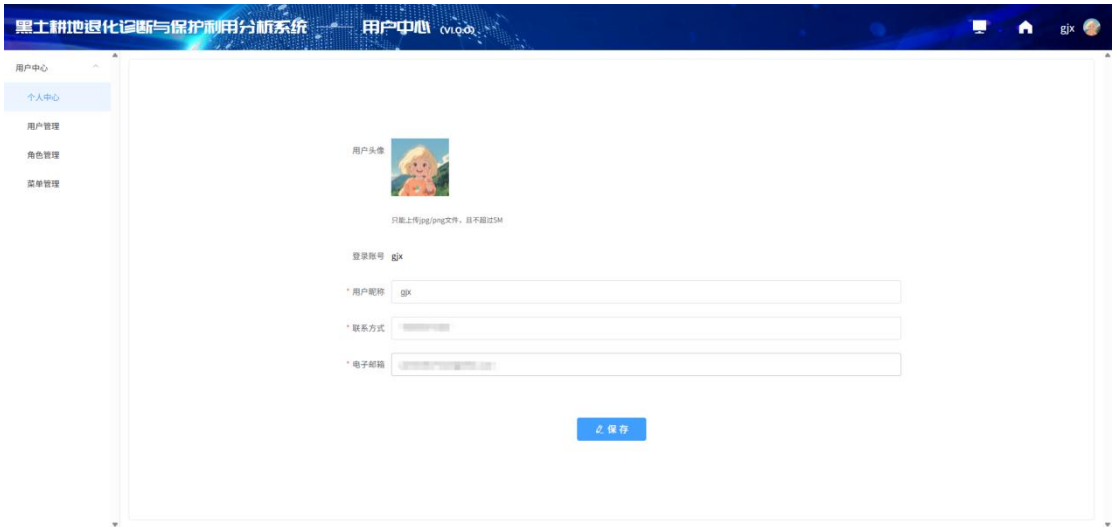 黑土耕地退化诊断与保护利用分析系统 —— 用户中心 (V1.0.0)
gjx
用户中心
个人中心
用户管理
角色管理
菜单管理
用户头像
只能上传jpg/png文件，且不超过5M
登录账号 gjx
* 用户昵称 gjx
* 联系方式
* 电子邮箱
保存